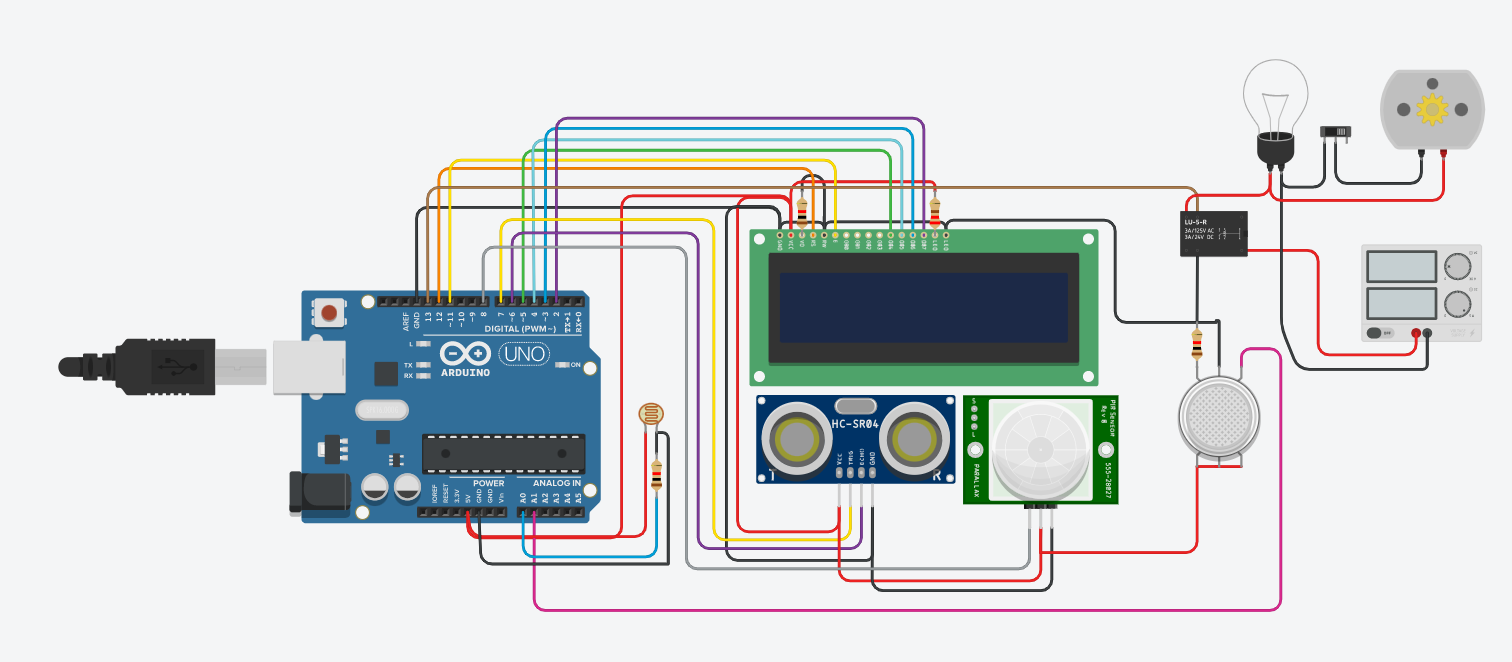 LU-5-R
3A/125V AC
3A/24V DC
GND
VCC
VO
RS
RW
E
DB0
DB1
DB2
DB3
DB4
DB5
DB6
DB7
LED
LED
AREF
GND
13
12
~11
~10
~9
8
7
~6
~5
4
~3
2
TX→1
RX←0
DIGITAL (PWM~)
L
TX
RX
UNO
ON
ARDUINO
POWER
ANALOG IN
IOREF
RESET
3.3V
5V
GND
GND
Vin
A0
A1
A2
A3
A4
A5
HC-SR04
VCC
TRIG
ECHO
GND
T
R
PIR SENSOR
Rev B
PARALLAX
555-28027
OFF